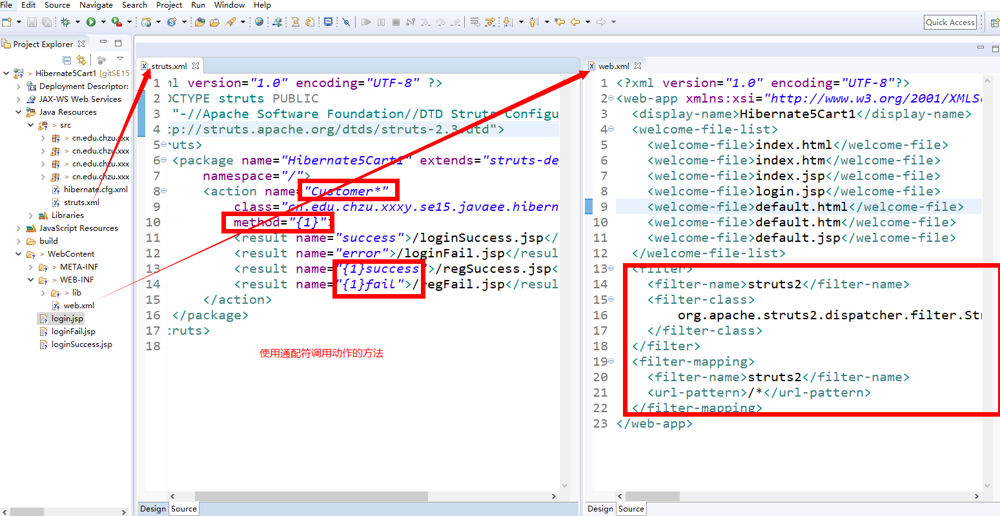 File Edit Source Navigate Search Project Run Window Help
Quick Access
Project Explorer
> Hibernate5Cart1 [gitSE15
Deployment Descriptor:
JAX-WS Web Services
Java Resources
> src
> cn.edu.chzu.xxx
> cn.edu.chzu.xxx
> cn.edu.chzu.xxx
> cn.edu.chzu.xxx
hibernate.cfg.xml
struts.xml
Libraries
JavaScript Resources
build
> WebContent
> META-INF
> WEB-INF
> lib
web.xml
login.jsp
loginFail.jsp
loginSuccess.jsp
struts.xml
1 ml version="1.0" encoding="UTF-8" ?>
2 OCTYPE struts PUBLIC
3 "-//Apache Software Foundation//DTD Struts Configu
4 tp://struts.apache.org/dtds/struts-2.3.dtd">
5 ruts>
6 <package name="Hibernate5Cart1" extends="struts-de
7 namespace="/">
8 <action name="Customer*"
9 class="cn.edu.chzu.xxxy.se15.javaee.hibern
10 method="{1}">
11 <result name="success">/loginSuccess.jsp</
12 <result name="error">/loginFail.jsp</resul
13 <result name="{1}success">/regSuccess.jsp<
14 <result name="{1}fail">/regFail.jsp</resul
15 </action>
16 </package>
17 truts>
18
使用通配符调用动作的方法
Design Source
web.xml
1 <?xml version="1.0" encoding="UTF-8"?>
2 <web-app xmlns:xsi="http://www.w3.org/2001/XMLSc
3 <display-name>Hibernate5Cart1</display-name>
4 <welcome-file-list>
5 <welcome-file>index.html</welcome-file>
6 <welcome-file>index.htm</welcome-file>
7 <welcome-file>index.jsp</welcome-file>
8 <welcome-file>login.jsp</welcome-file>
9 <welcome-file>default.html</welcome-file>
10 <welcome-file>default.htm</welcome-file>
11 <welcome-file>default.jsp</welcome-file>
12 </welcome-file-list>
13 <filter>
14 <filter-name>struts2</filter-name>
15 <filter-class>
16 org.apache.struts2.dispatcher.filter.Str
17 </filter-class>
18 </filter>
19 <filter-mapping>
20 <filter-name>struts2</filter-name>
21 <url-pattern>/*</url-pattern>
22 </filter-mapping>
23 </web-app>
Design Source